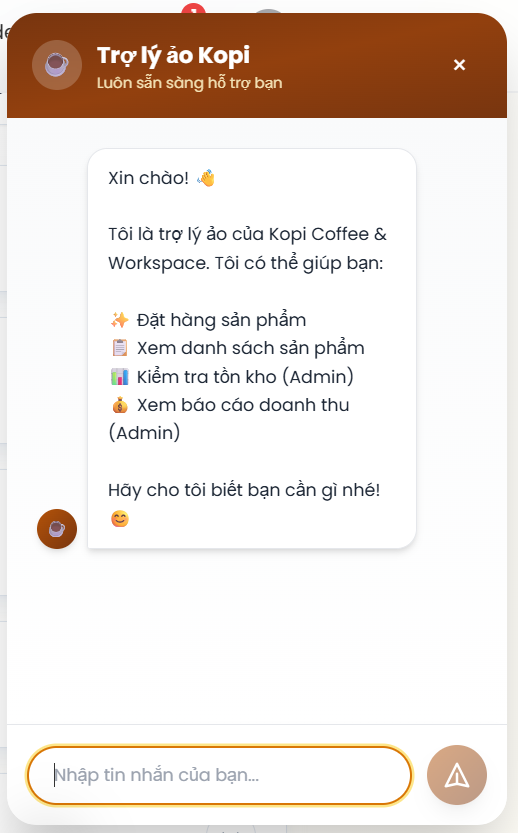 Trợ lý ảo Kopi
Luôn sẵn sàng hỗ trợ bạn
×
Xin chào! 👋
Tôi là trợ lý ảo của Kopi Coffee &
Workspace. Tôi có thể giúp bạn:
✨ Đặt hàng sản phẩm
📋 Xem danh sách sản phẩm
📊 Kiểm tra tồn kho (Admin)
💰 Xem báo cáo doanh thu
(Admin)
Hãy cho tôi biết bạn cần gì nhé!
😊
Nhập tin nhắn của bạn...